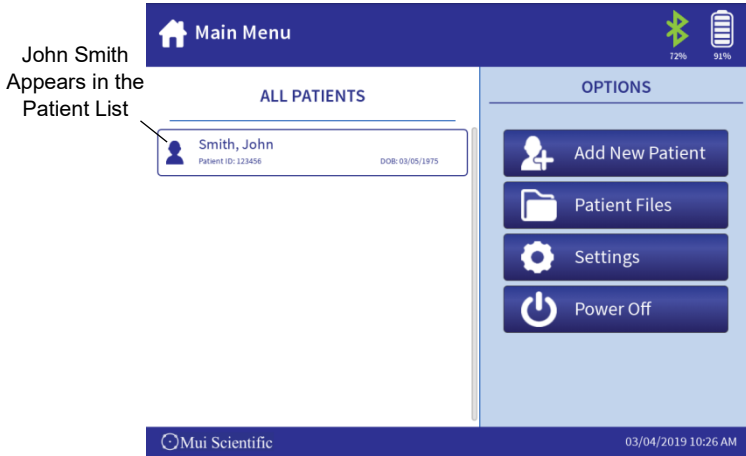 John Smith
Appears in the
Patient List
Main Menu
72%
91%
ALL PATIENTS
Smith, John
Patient ID: 123456
DOB: 03/05/1975
OPTIONS
Add New Patient
Patient Files
Settings
Power Off
Mui Scientific
03/04/2019 10:26 AM